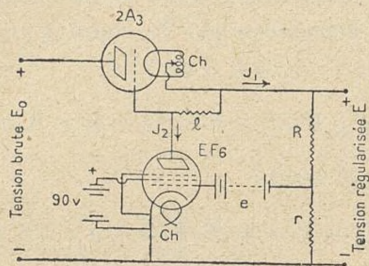 2A₃
+
Ch
J₁
+
Tension brute E₀
ℓ
J₂
EF6
R
+
90v
e
r
Ch
Tension régularisée E